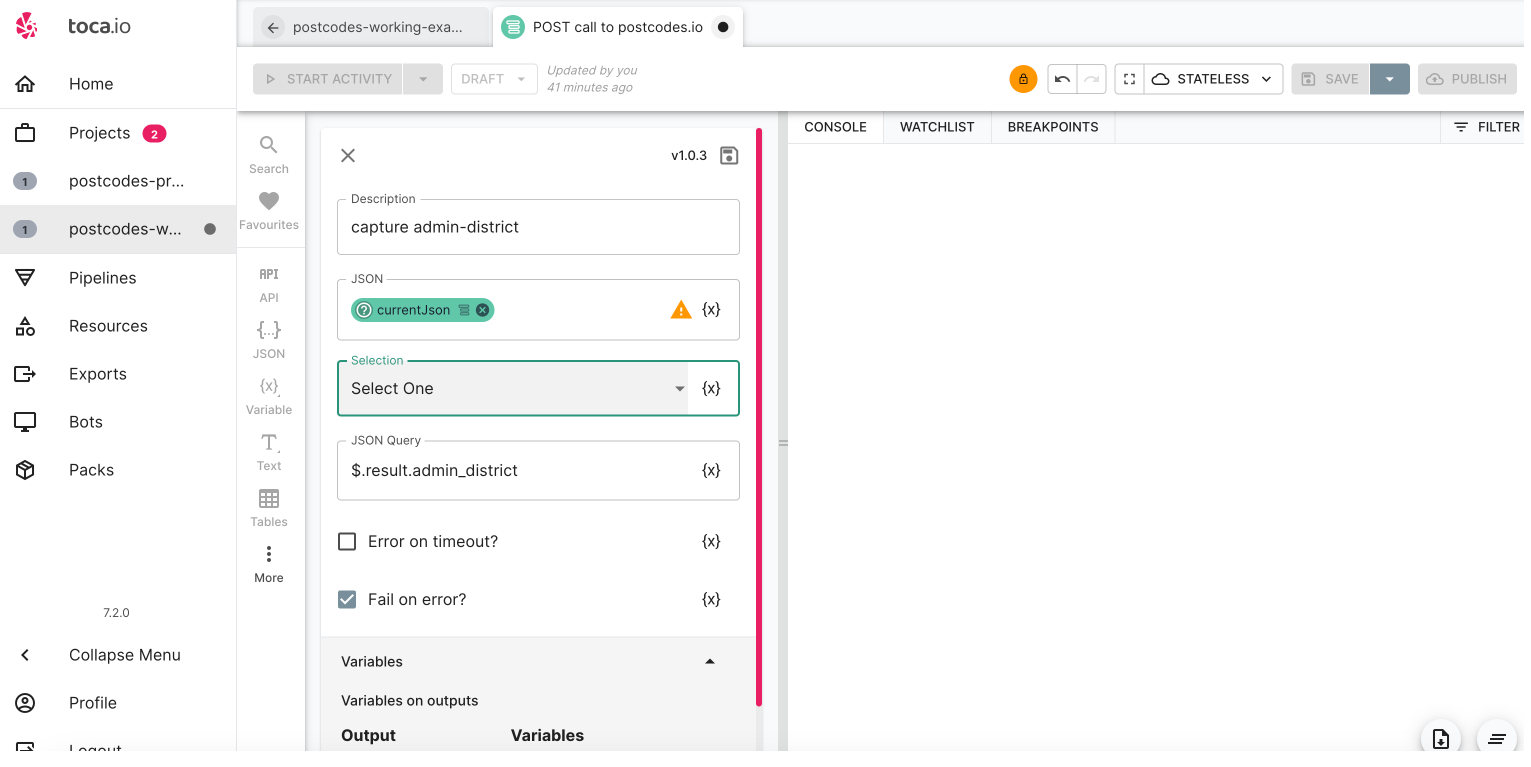 toca.io
postcodes-working-exa...
POST call to postcodes.io
START ACTIVITY
DRAFT
Updated by you
41 minutes ago
STATELESS
SAVE
PUBLISH
Home
Projects 2
1 postcodes-pr...
1 postcodes-w...
Pipelines
Resources
Exports
Bots
Packs
7.2.0
Collapse Menu
Profile
Logout
Search
Favourites
API
API
{...}
JSON
{x}
Variable
T
Text
Tables
More
v1.0.3
Description
capture admin-district
JSON
currentJson
{x}
Selection
Select One
{x}
JSON Query
$.result.admin_district
{x}
Error on timeout?
{x}
Fail on error?
{x}
Variables
Variables on outputs
Output Variables
CONSOLE
WATCHLIST
BREAKPOINTS
FILTER